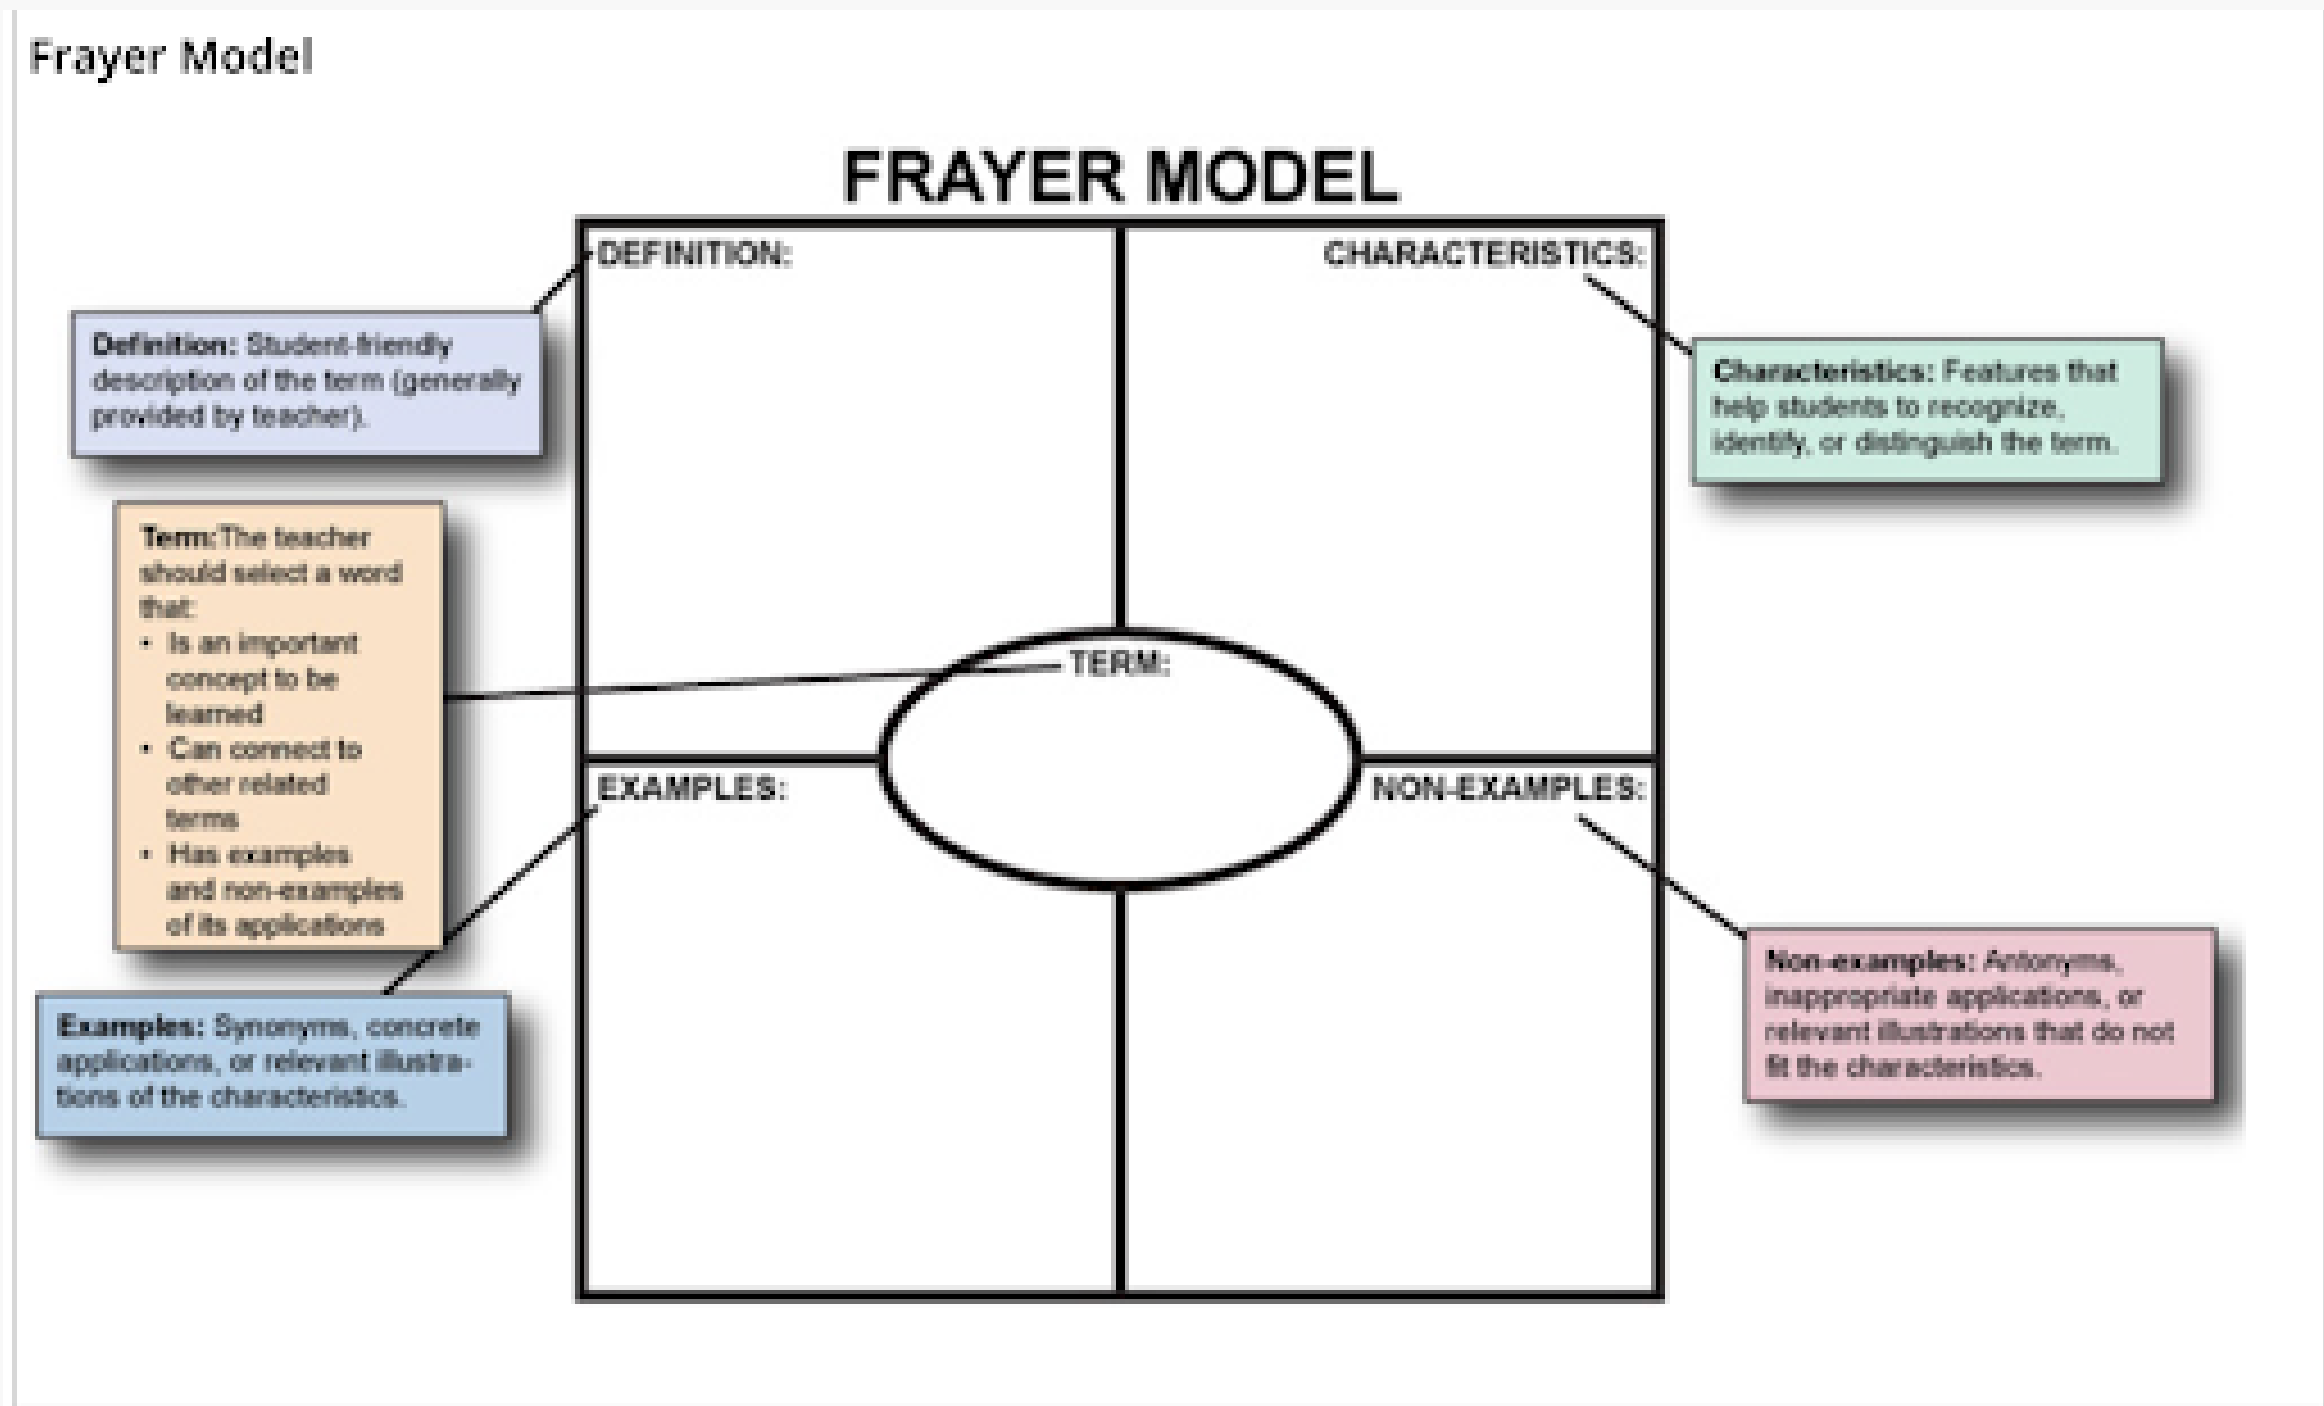 Frayer Model
FRAYER MODEL
DEFINITION:
CHARACTERISTICS:
Definition: Student-friendly
description of the term (generally
provided by teacher).
Characteristics: Features that
help students to recognize,
identify, or distinguish the term.
Term:The teacher
should select a word
that:
• Is an important
concept to be
learned
• Can connect to
other related
terms
• Has examples
and non-examples
of its applications
TERM:
EXAMPLES:
NON-EXAMPLES:
Examples: Synonyms, concrete
applications, or relevant illustra-
tions of the characteristics.
Non-examples: Antonyms,
inappropriate applications, or
relevant illustrations that do not
fit the characteristics.